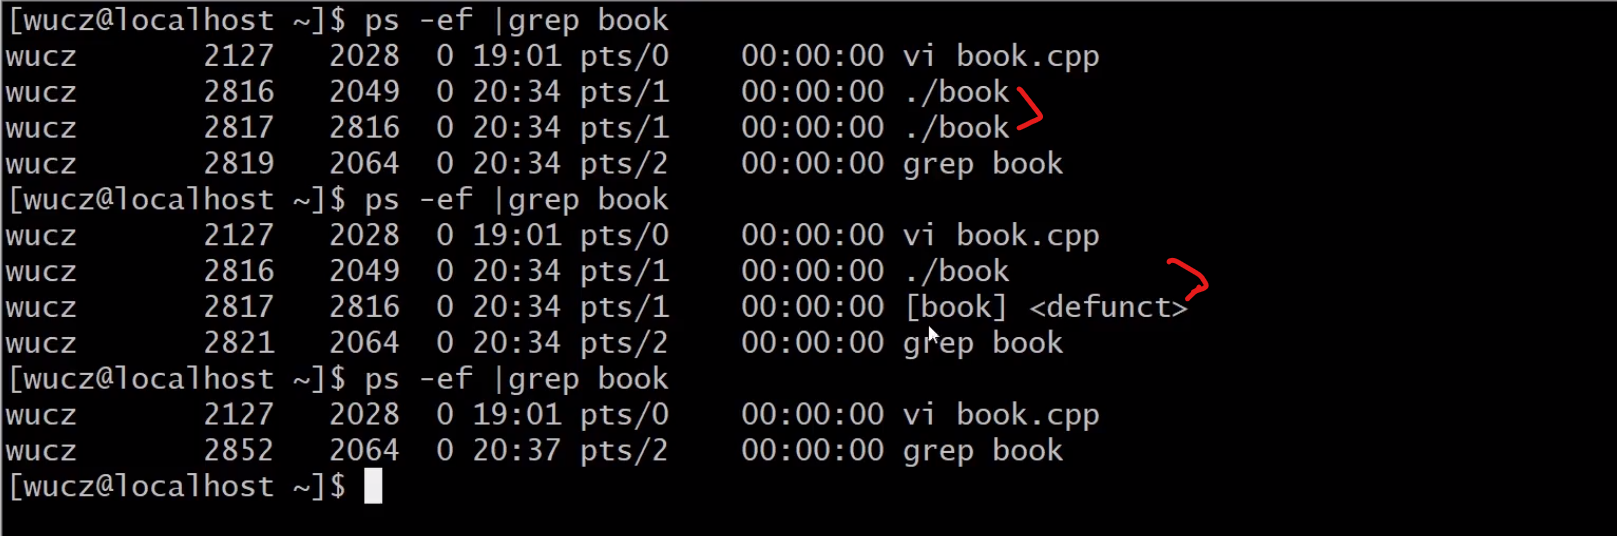 [wucz@localhost ~]$ ps -ef |grep book
wucz 2127 2028 0 19:01 pts/0 00:00:00 vi book.cpp
wucz 2816 2049 0 20:34 pts/1 00:00:00 ./book
wucz 2817 2816 0 20:34 pts/1 00:00:00 ./book
wucz 2819 2064 0 20:34 pts/2 00:00:00 grep book
[wucz@localhost ~]$ ps -ef |grep book
wucz 2127 2028 0 19:01 pts/0 00:00:00 vi book.cpp
wucz 2816 2049 0 20:34 pts/1 00:00:00 ./book
wucz 2817 2816 0 20:34 pts/1 00:00:00 [book] <defunct>
wucz 2821 2064 0 20:34 pts/2 00:00:00 grep book
[wucz@localhost ~]$ ps -ef |grep book
wucz 2127 2028 0 19:01 pts/0 00:00:00 vi book.cpp
wucz 2852 2064 0 20:37 pts/2 00:00:00 grep book
[wucz@localhost ~]$